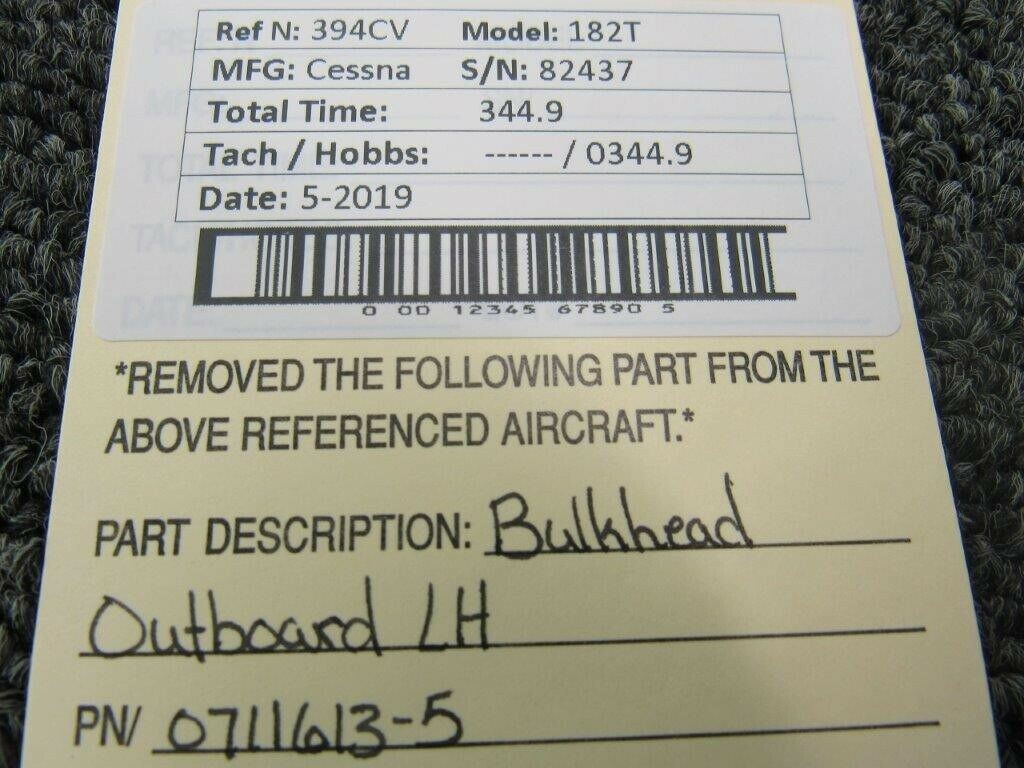 Ref N: 394CV Model: 182T
MFG: Cessna S/N: 82437
Total Time: 344.9
Tach / Hobbs: ------ / 0344.9
Date: 5-2019
0 00 12345 67890 5
*REMOVED THE FOLLOWING PART FROM THE
ABOVE REFERENCED AIRCRAFT.*
PART DESCRIPTION: Bulkhead
Outboard LH
PN/ 0711613-5